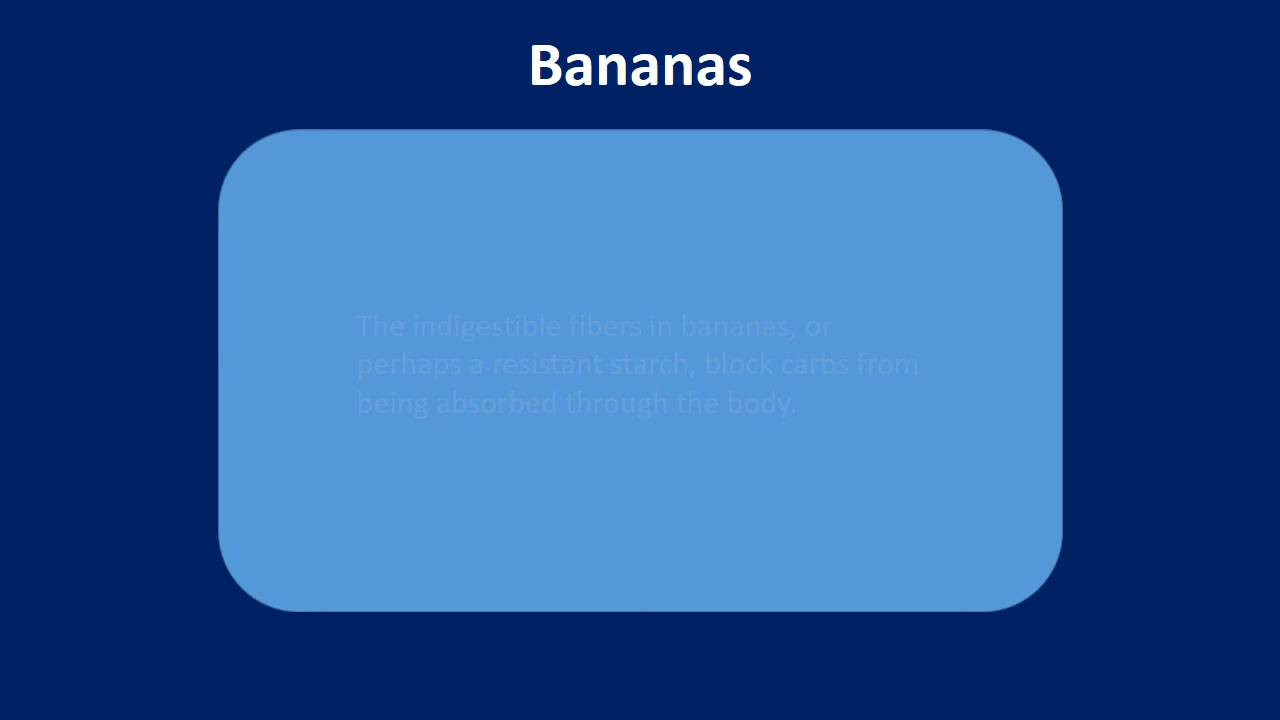 Bananas
The indigestible fibers in bananas, or
perhaps a resistant starch, block carbs from
being absorbed through the body.